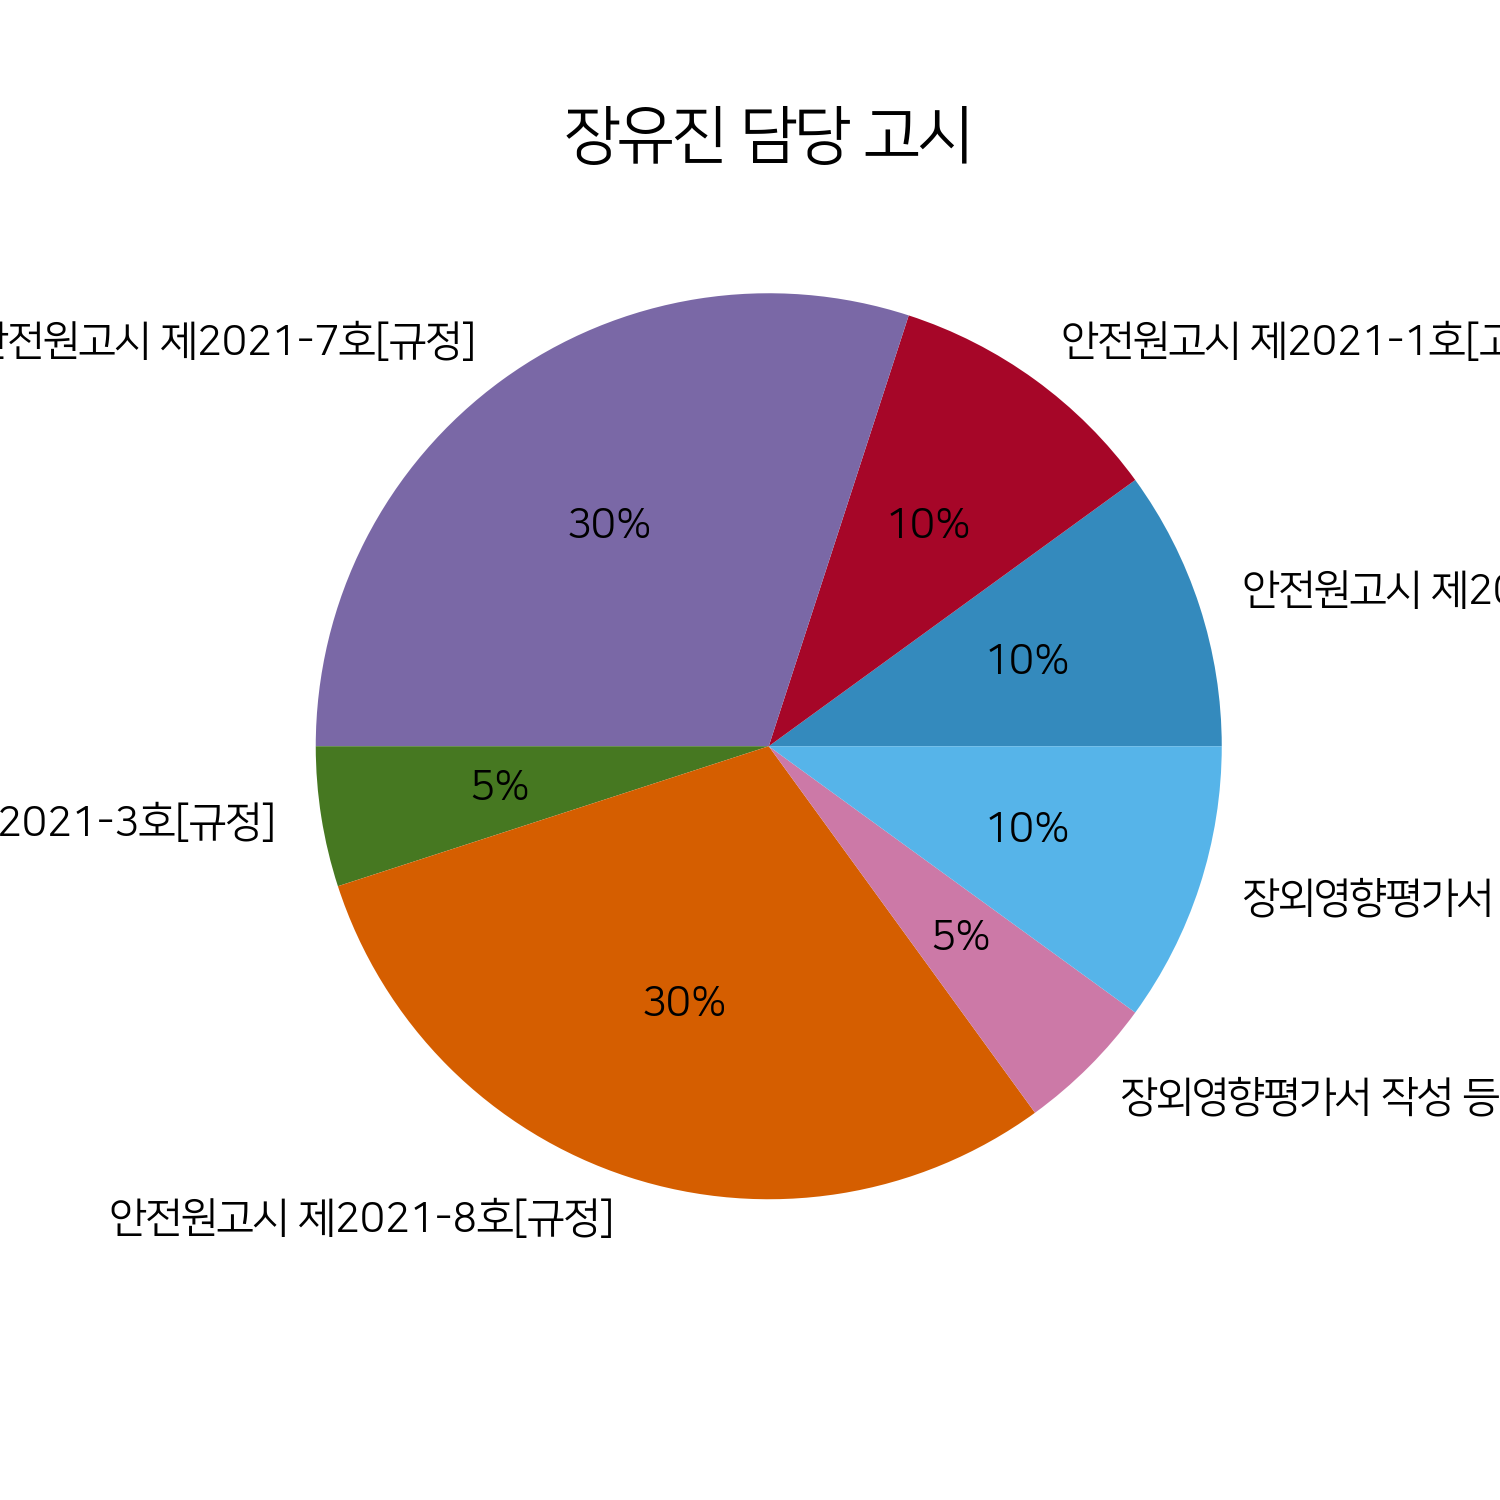 장유진 담당 고시
안전원고시 제2021-7호[규정]
안전원고시 제2021-1호[고
30%
10%
안전원고시
10%
5%
2021-3호[규정]
10%
장외영향평가서
5%
30%
장외영향평가서 작성 등
안전원고시 제2021-8호[규정]